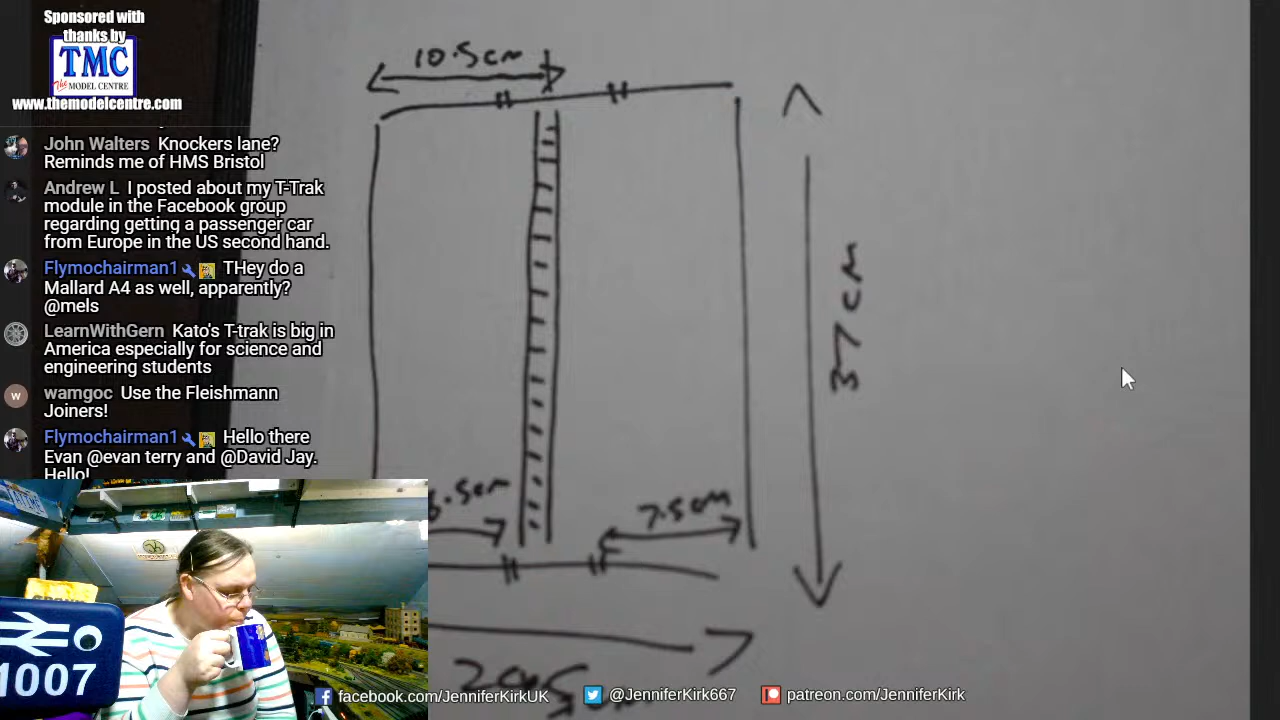 Sponsored with
thanks by
TMC
The MODEL CENTRE
www.themodelcentre.com
John Walters Knockers lane?
Reminds me of HMS Bristol
Andrew L I posted about my T-Trak
module in the Facebook group
regarding getting a passenger car
from Europe in the US second hand.
Flymochairman1 THey do a
Mallard A4 as well, apparently?
@mels
LearnWithGern Kato's T-trak is big in
America especially for science and
engineering students
wamgoc Use the Fleishmann
Joiners!
Flymochairman1 Hello there
Evan @evan terry and @David Jay.
Hello!
10.5cm
37cm
7.5cm
1007
facebook.com/JenniferKirkUK
@JenniferKirk667
patreon.com/JenniferKirk